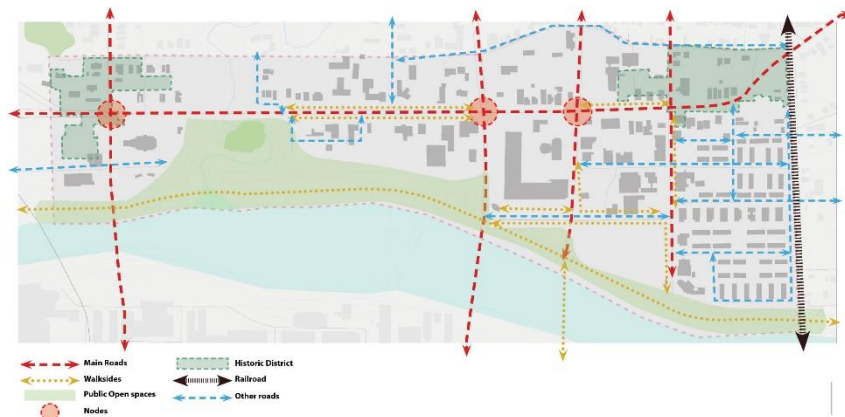 Main Roads
Walksides
Public Open spaces
Nodes
Historic District
Railroad
Other roads